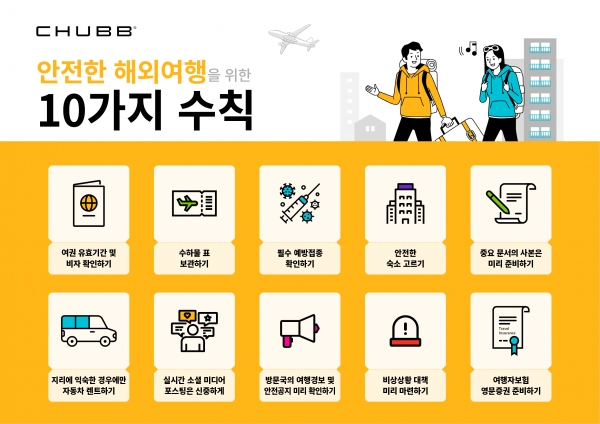 CHUBB®
안전한 해외여행을 위한
10가지 수칙
여권 유효기간 및
비자 확인하기
수하물 표
보관하기
필수 예방접종
확인하기
안전한
숙소 고르기
중요 문서의 사본은
미리 준비하기
지리에 익숙한 경우에만
자동차 렌트하기
실시간 소셜 미디어
포스팅은 신중하게
방문국의 여행경보 및
안전공지 미리 확인하기
비상상황 대책
미리 마련하기
Travel
Insurance
여행자보험
영문증권 준비하기